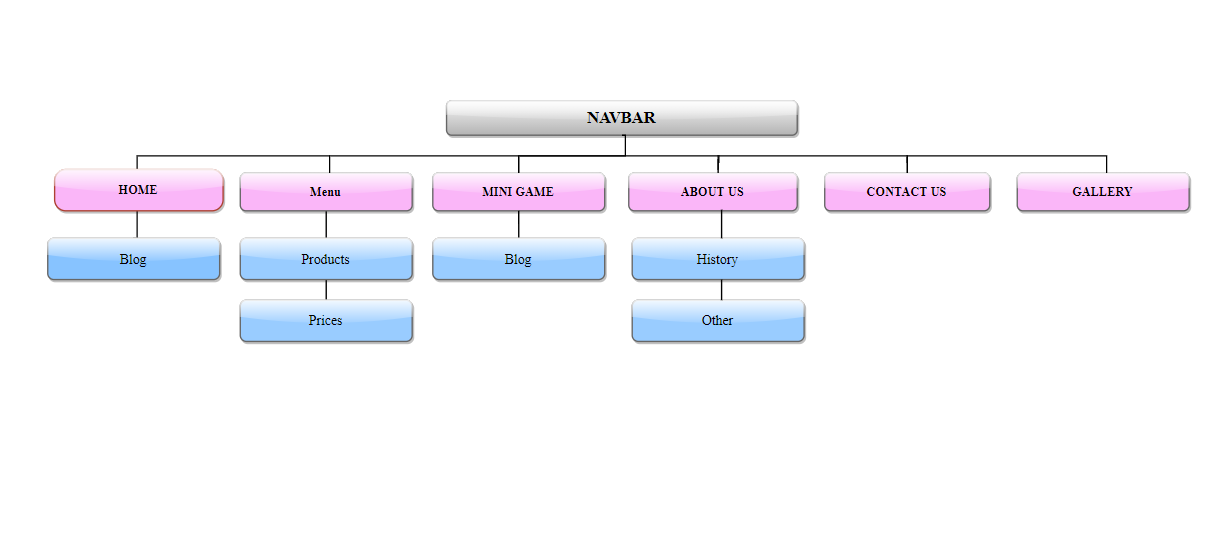 NAVBAR
HOME
Menu
MINI GAME
ABOUT US
CONTACT US
GALLERY
Blog
Products
Blog
History
Prices
Other